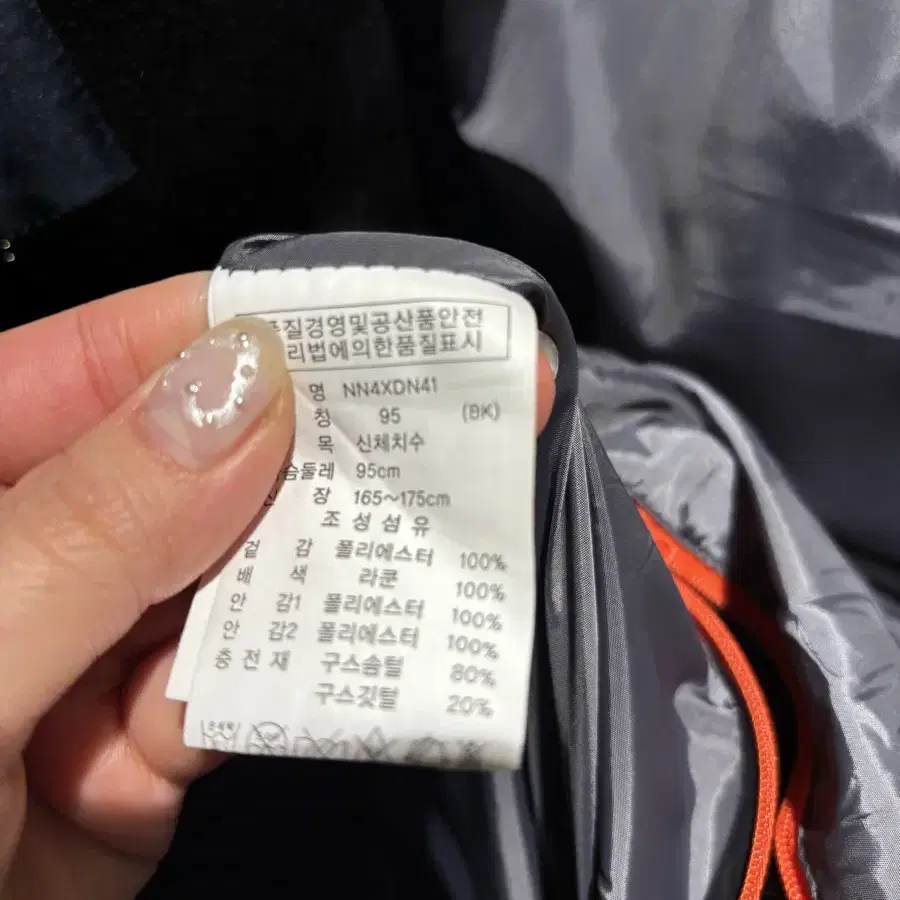 질경영및공산품안전
리법에의한품질표시
명 NN4XDN41
칭 95 (BK)
목 신체치수
슴둘레 95cm
장 165~175cm
조성섬유
겉 감 폴리에스터 100%
배 색 라쿤 100%
안 감1 폴리에스터 100%
안 감2 폴리에스터 100%
충전재 구스솜털 80%
구스깃털 20%